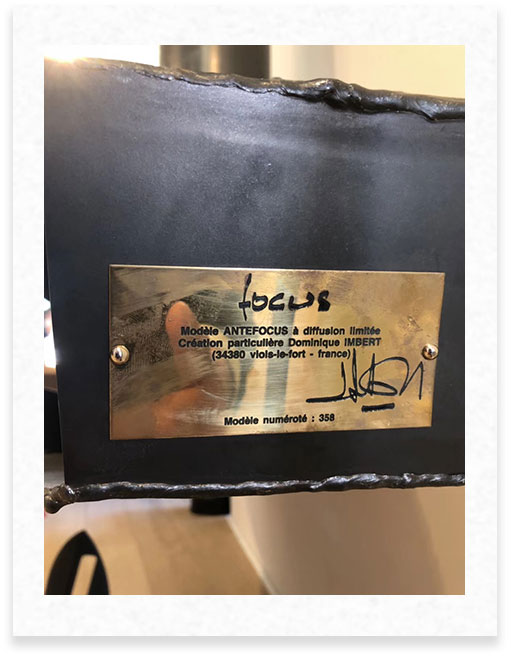 focus
Modèle ANTEFOCUS à diffusion limitée
Création particulière Dominique IMBERT
(34380 viols-le-fort - france)
Modèle numéroté : 358